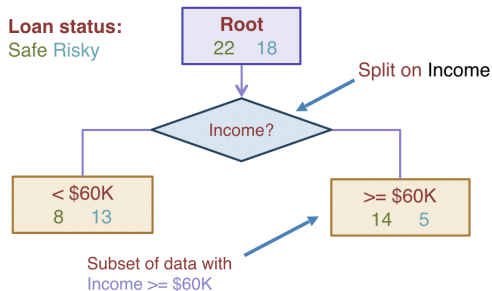 Loan status:
Safe Risky
Root
22 18
Split on Income
Income?
< $60K
8 13
>= $60K
14 5
Subset of data with
Income >= $60K